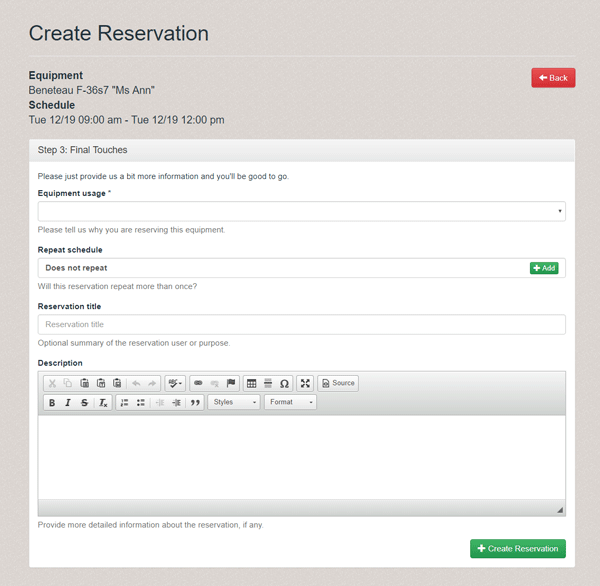 Create Reservation
Equipment
Back
Beneteau F-36s7 "Ms Ann"
Schedule
Tue 12/19 09:00 am - Tue 12/19 12:00 pm
Step 3: Final Touches
Please just provide us a bit more information and you'll be good to go.
Equipment usage *
Please tell us why you are reserving this equipment.
Repeat schedule
Does not repeat
Add
Will this reservation repeat more than once?
Reservation title
Reservation title
Optional summary of the reservation user or purpose.
Description
Source
B I S Tx Styles Format
Provide more detailed information about the reservation, if any.
Create Reservation